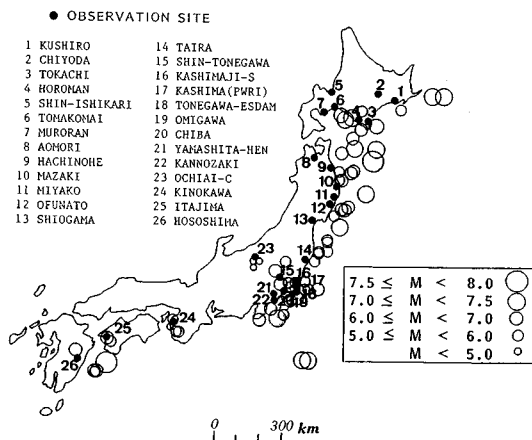 ● OBSERVATION SITE
1 KUSHIRO
2 CHIYODA
3 TOKACHI
4 HOROMAN
5 SHIN-ISHIKARI
6 TOMAKOMAI
7 MURORAN
8 AOMORI
9 HACHINOHE
10 MAZAKI
11 MIYAKO
12 OFUNATO
13 SHIOGAMA
14 TAIRA
15 SHIN-TONEGAWA
16 KASHIMAJI-S
17 KASHIMA(PWRI)
18 TONEGAWA-ESDAM
19 OMIGAWA
20 CHIBA
21 YAMASHITA-HEN
22 KANNOZAKI
23 OCHIAI-C
24 KINOKAWA
25 ITAJIMA
26 HOSOSHIMA
5
6
7
2
1
3
8
9
10
11
12
13
23
14
15
16
17
21
22
24
25
26
7.5 ≤ M < 8.0
7.0 ≤ M < 7.5
6.0 ≤ M < 7.0
5.0 ≤ M < 6.0
M < 5.0
0 300 km